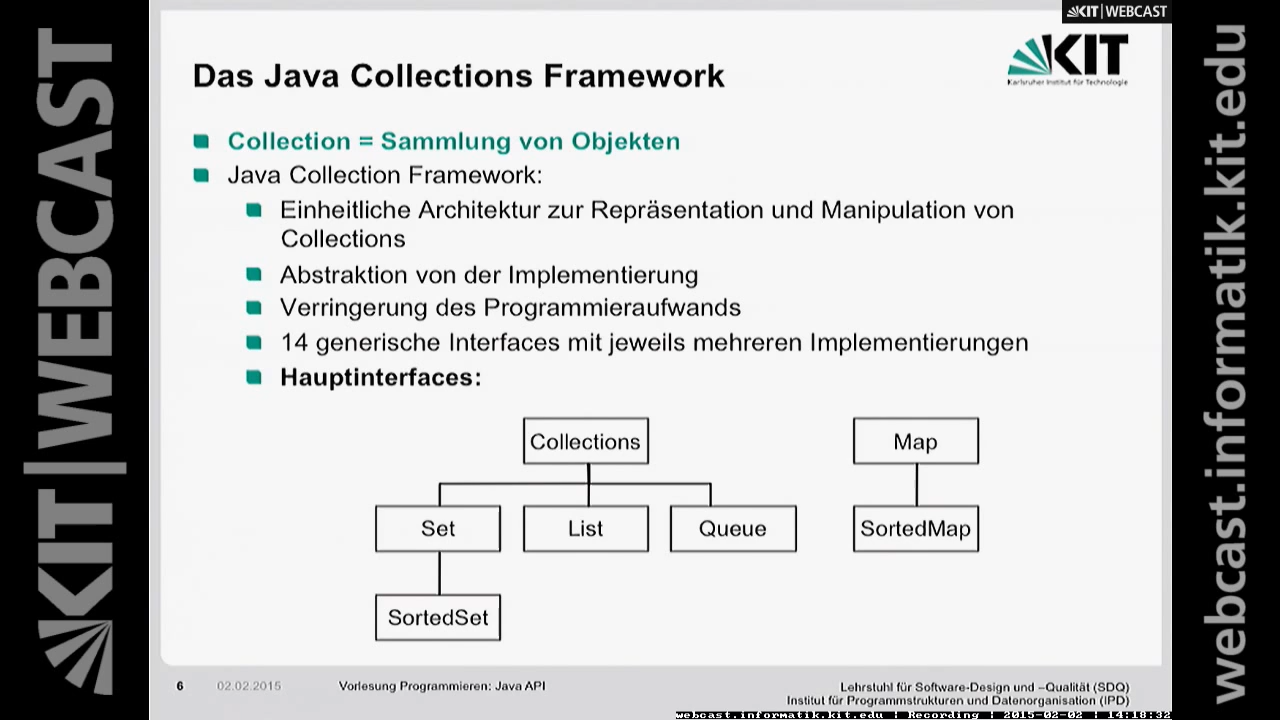 KIT|WEBCAST
KIT|WEBCAST
KIT
Karlsruher Institut für Technologie
Das Java Collections Framework
Collection = Sammlung von Objekten
Java Collection Framework:
Einheitliche Architektur zur Repräsentation und Manipulation von
Collections
Abstraktion von der Implementierung
Verringerung des Programmieraufwands
14 generische Interfaces mit jeweils mehreren Implementierungen
Hauptinterfaces:
Collections
Map
Set
List
Queue
SortedMap
SortedSet
6
02.02.2015
Vorlesung Programmieren: Java API
Lehrstuhl für Software-Design und –Qualität (SDQ)
Institut für Programmstrukturen und Datenorganisation (IPD)
webcast.informatik.kit.edu | Recording | 2015-02-02 | 14:18:32
webcast.informatik.kit.edu